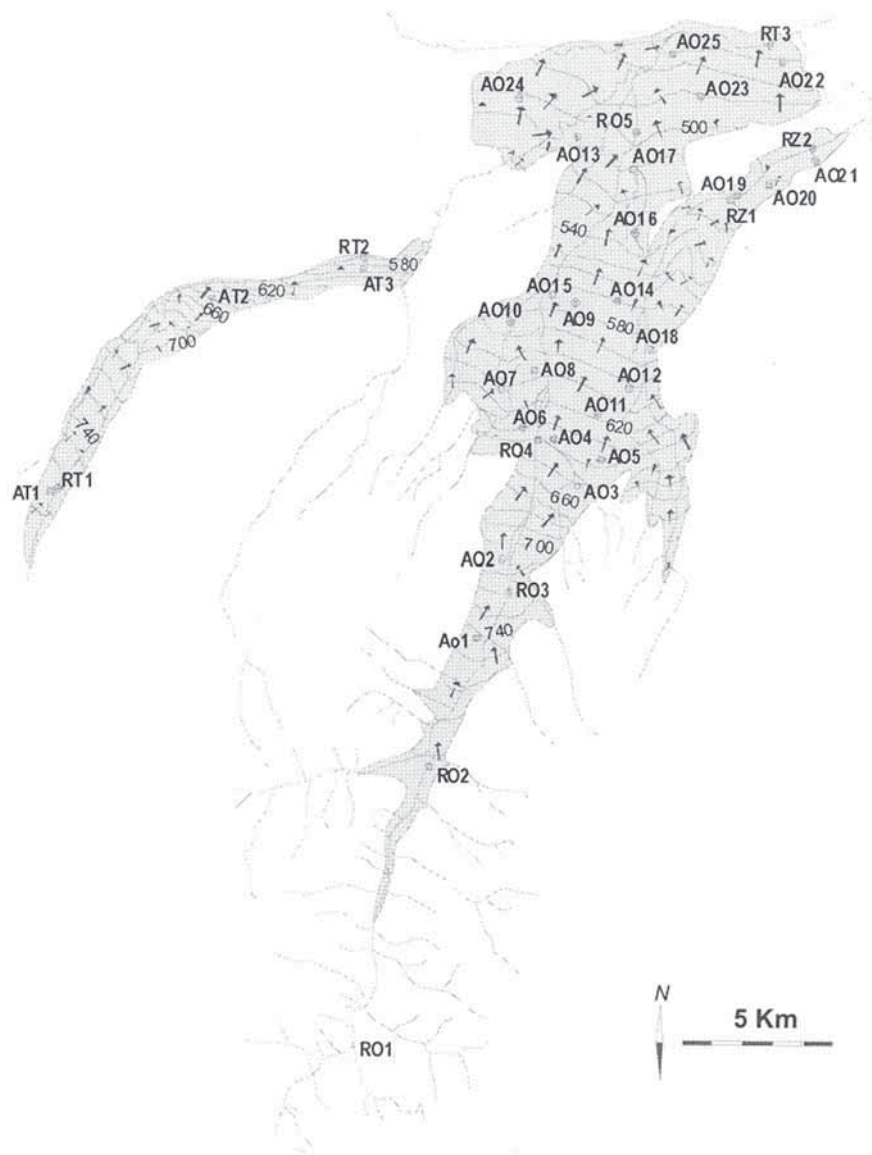 RT3
AO25
AO24
AO22
AO23
RO5
500
AO13
AO17
RZ2
AO21
AO19
AO20
RZ1
AO16
540
RT2
580
AT3
AO15
AO14
AT2
620
660
AO10
AO9
580
700
AO18
AO8
AO7
AO12
AO11
AO6
620
740
RO4
AO4
AO5
AO3
660
RT1
AT1
700
AO2
RO3
Ao1
740
RO2
N
5 Km
RO1